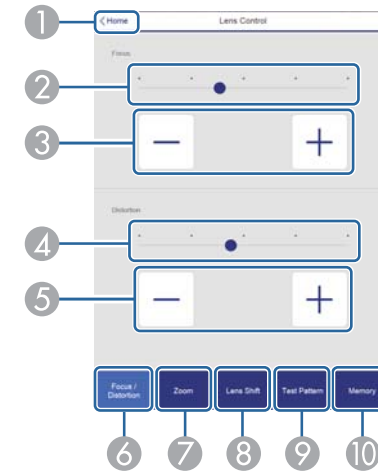 1
< Home
Lens Control
Focus
2
3
Distortion
4
5
Focus /
Distortion
Zoom
Lens Shift
Test Pattern
Memory
6
7
8
9
10